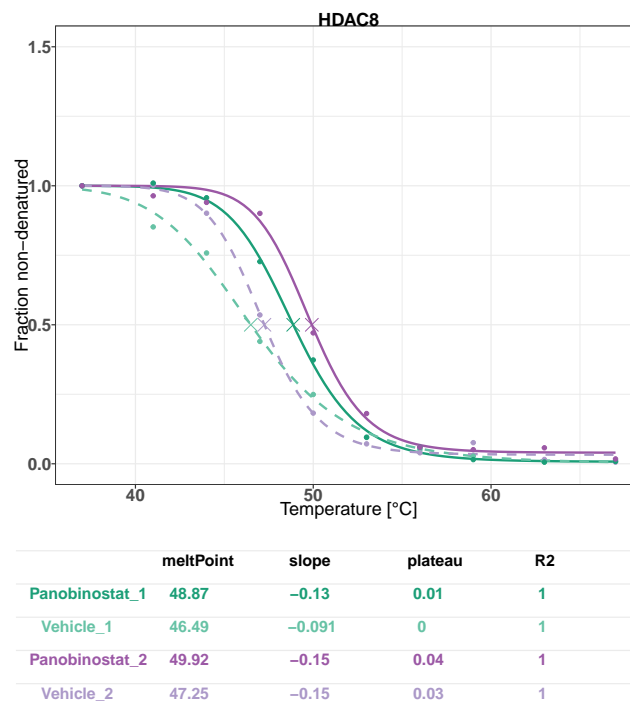 HDAC8
1.5
1.0
0.5
0.0
Fraction non−denatured
40 50 60
Temperature [°C]
meltPoint slope plateau R2
Panobinostat_1 48.87 −0.13 0.01 1
Vehicle_1 46.49 −0.091 0 1
Panobinostat_2 49.92 −0.15 0.04 1
Vehicle_2 47.25 −0.15 0.03 1